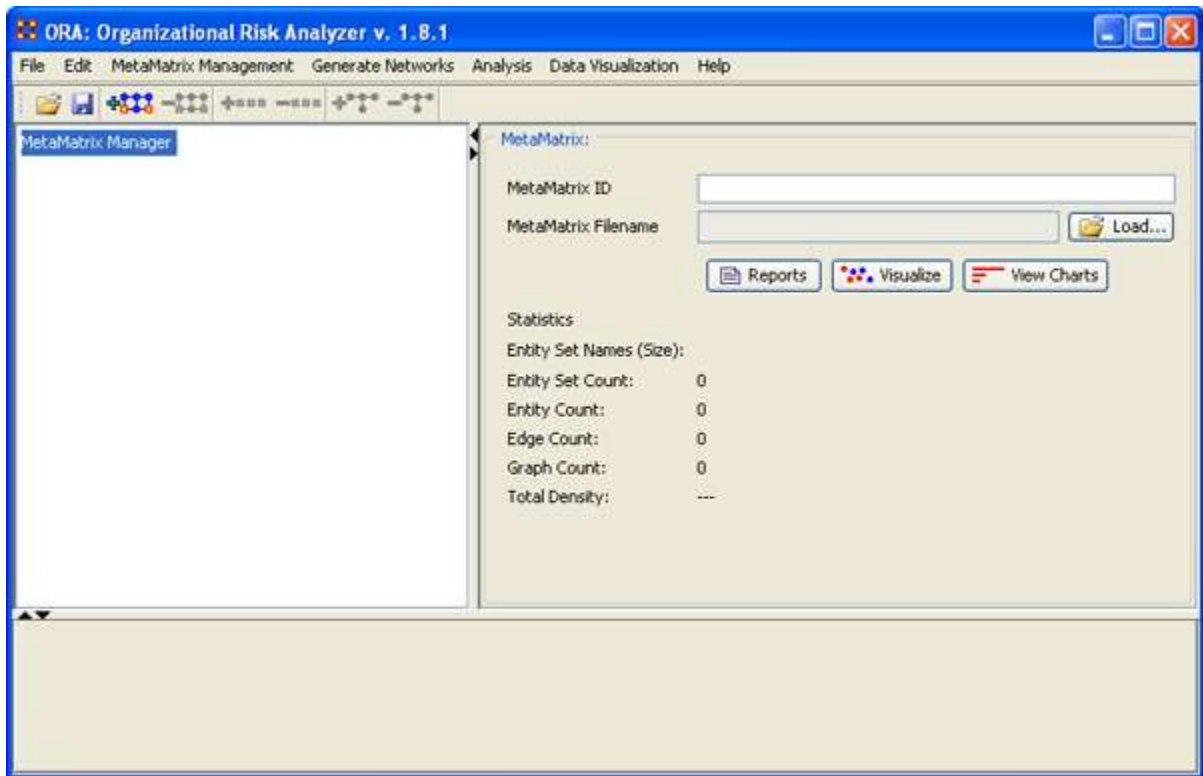 ORA: Organizational Risk Analyzer v. 1.8.1
File Edit MetaMatrix Management Generate Networks Analysis Data Visualization Help
MetaMatrix Manager
MetaMatrix:
MetaMatrix ID
MetaMatrix Filename Load...
Reports Visualize View Charts
Statistics
Entity Set Names (Size):
Entity Set Count: 0
Entity Count: 0
Edge Count: 0
Graph Count: 0
Total Density: ---